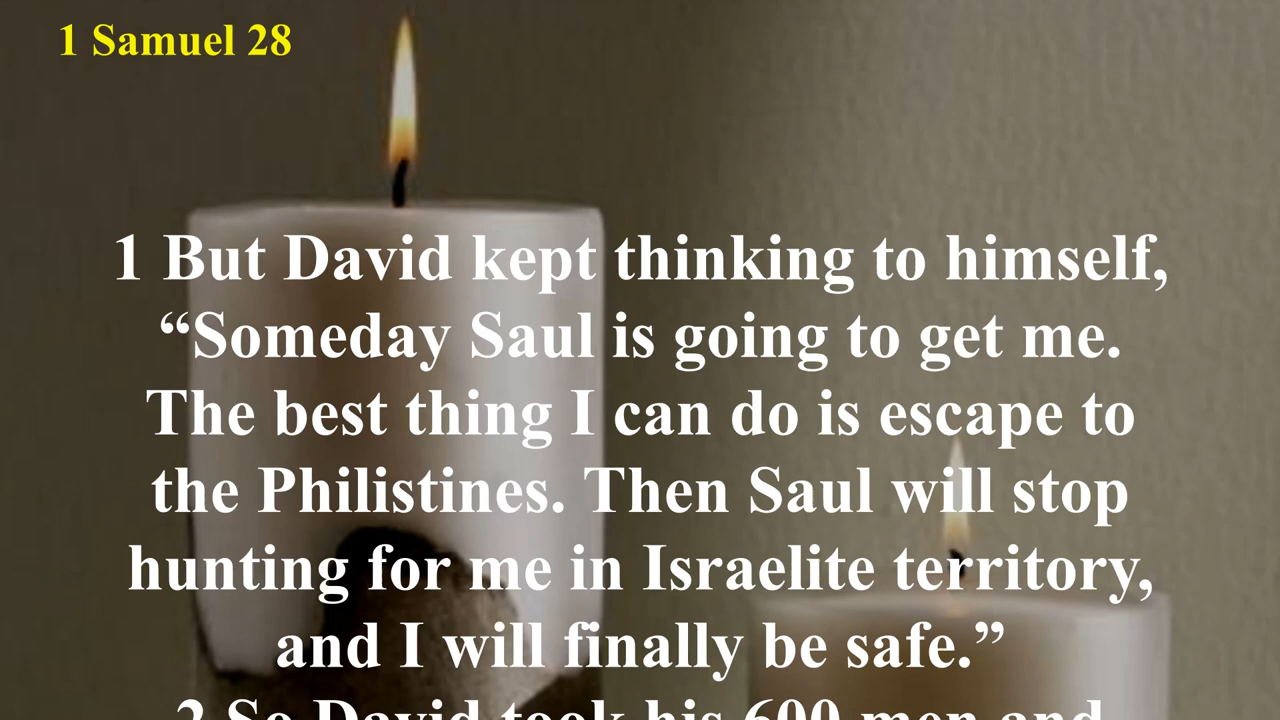 1 Samuel 28
1 But David kept thinking to himself,
“Someday Saul is going to get me.
The best thing I can do is escape to
the Philistines. Then Saul will stop
hunting for me in Israelite territory,
and I will finally be safe.”
2 So David took his 600 men and